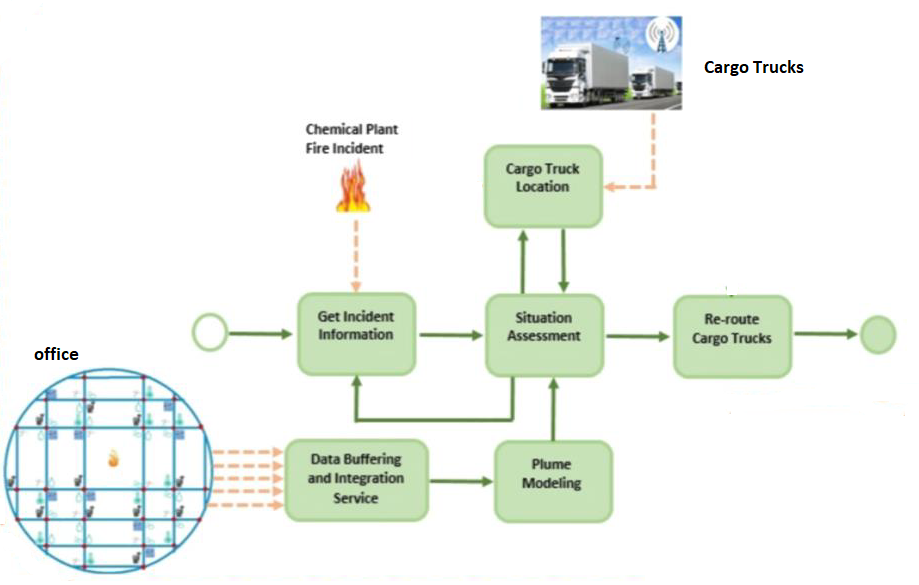 Cargo Trucks
Chemical Plant
Fire Incident
Cargo Truck
Location
Get Incident
Information
Situation
Assessment
Re-route
Cargo Trucks
office
Data Buffering
and Integration
Service
Plume
Modeling